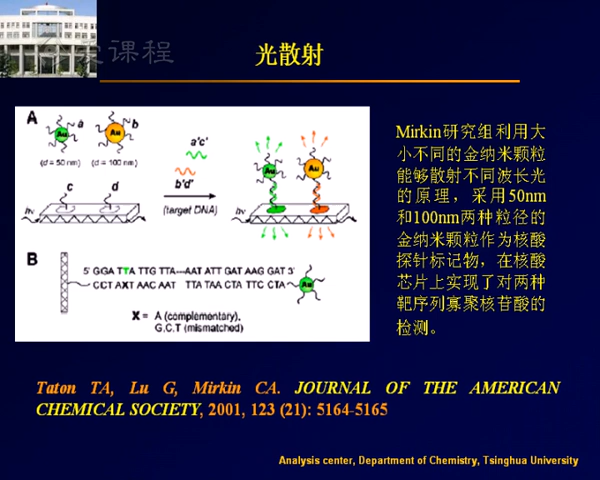 爱课程
光散射
A
a
b
Au
Au
(d = 50 nm)
(d = 100 nm)
a'c'
b'd'
(target DNA)
c
d
hν
hν
Au
Au
B
5' GGA TTA TTG TTA---AAT ATT GAT AAG GAT 3'
CCT AXT AAC AAT TTA TAA CTA TTC CTA
Au
X = A (complementary),
G.C.T (mismatched)
Mirkin研究组利用大
小不同的金纳米颗粒
能够散射不同波长光
的原理，采用50nm
和100nm两种粒径的
金纳米颗粒作为核酸
探针标记物，在核酸
芯片上实现了对两种
靶序列寡聚核苷酸的
检测。
Taton TA, Lu G, Mirkin CA. JOURNAL OF THE AMERICAN
CHEMICAL SOCIETY, 2001, 123 (21): 5164-5165
Analysis center, Department of Chemistry, Tsinghua University